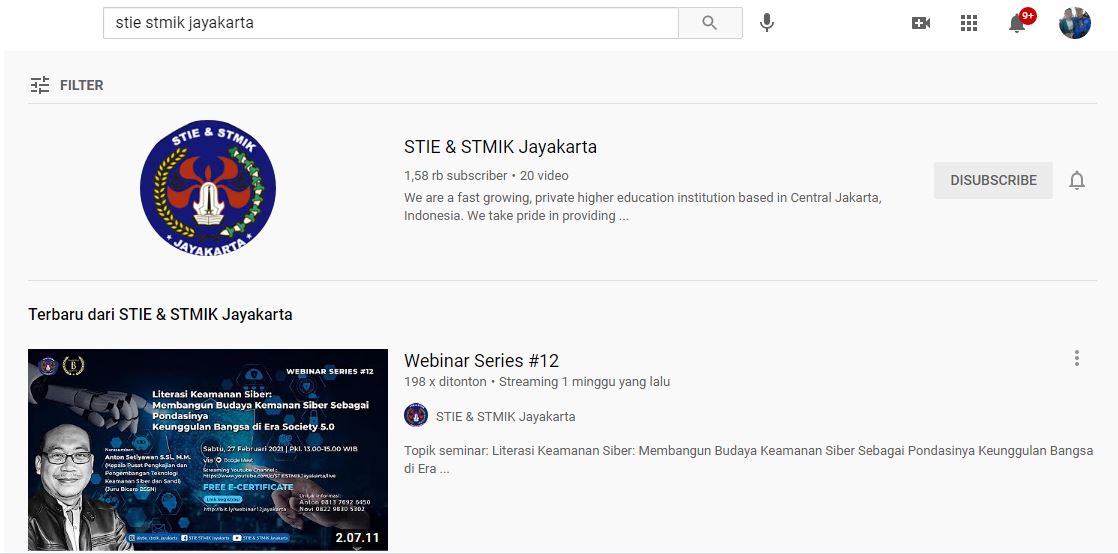 stie stmik jayakarta
9+
FILTER
STIE & STMIK
JAYAKARTA
STIE & STMIK Jayakarta
1,58 rb subscriber • 20 video
We are a fast growing, private higher education institution based in Central Jakarta,
Indonesia. We take pride in providing ...
DISUBSCRIBE
Terbaru dari STIE & STMIK Jayakarta
B
WEBINAR SERIES #12
Literasi Keamanan Siber:
Membangun Budaya Kemanan Siber Sebagai
Pondasinya
Keunggulan Bangsa di Era Society 5.0
Narasumber:
Anton Setiyawan S.Si., M.M.
(Kepala Pusat Pengkajian dan
Pengembangan Teknologi
Keamanan Siber dan Sandi)
(Juru Bicara BSSN)
Sabtu, 27 Februari 2021 | Pkl. 13.00-15.00 WIB
via Google Meet
Streaming Youtube Channel :
FREE E-CERTIFICATE
Link Registrasi
http://bit.ly/webinar12jayakarta
Untuk Informasi:
Anton 0813 7692 6450
Novi 0822 9830 5302
@stie_stmik_jayakarta STIE STMIK Jayakarta STIE & STMIK Jayakarta
2.07.11
Webinar Series #12
198 x ditonton • Streaming 1 minggu yang lalu
STIE & STMIK Jayakarta
Topik seminar: Literasi Keamanan Siber: Membangun Budaya Keamanan Siber Sebagai Pondasinya Keunggulan Bangsa
di Era ...